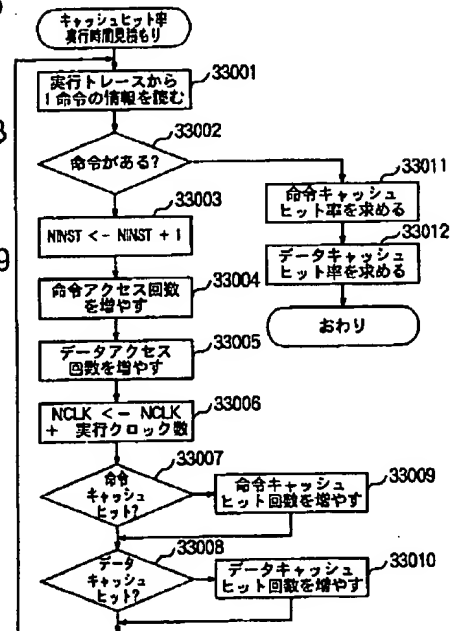 キャッシュヒット率
実行時間見積もり
33001
実行トレースから
1命令の情報を読む
33002
命令がある?
33003
NINST <- NINST + 1
33004
命令アクセス回数
を増やす
33005
データアクセス
回数を増やす
33006
NCLK <- NCLK
+ 実行クロック数
33007
命令
キャッシュ
ヒット?
33009
命令キャッシュ
ヒット回数を増やす
33008
データ
キャッシュ
ヒット?
33010
データキャッシュ
ヒット回数を増やす
33011
命令キャッシュ
ヒット率を求める
33012
データキャッシュ
ヒット率を求める
おわり